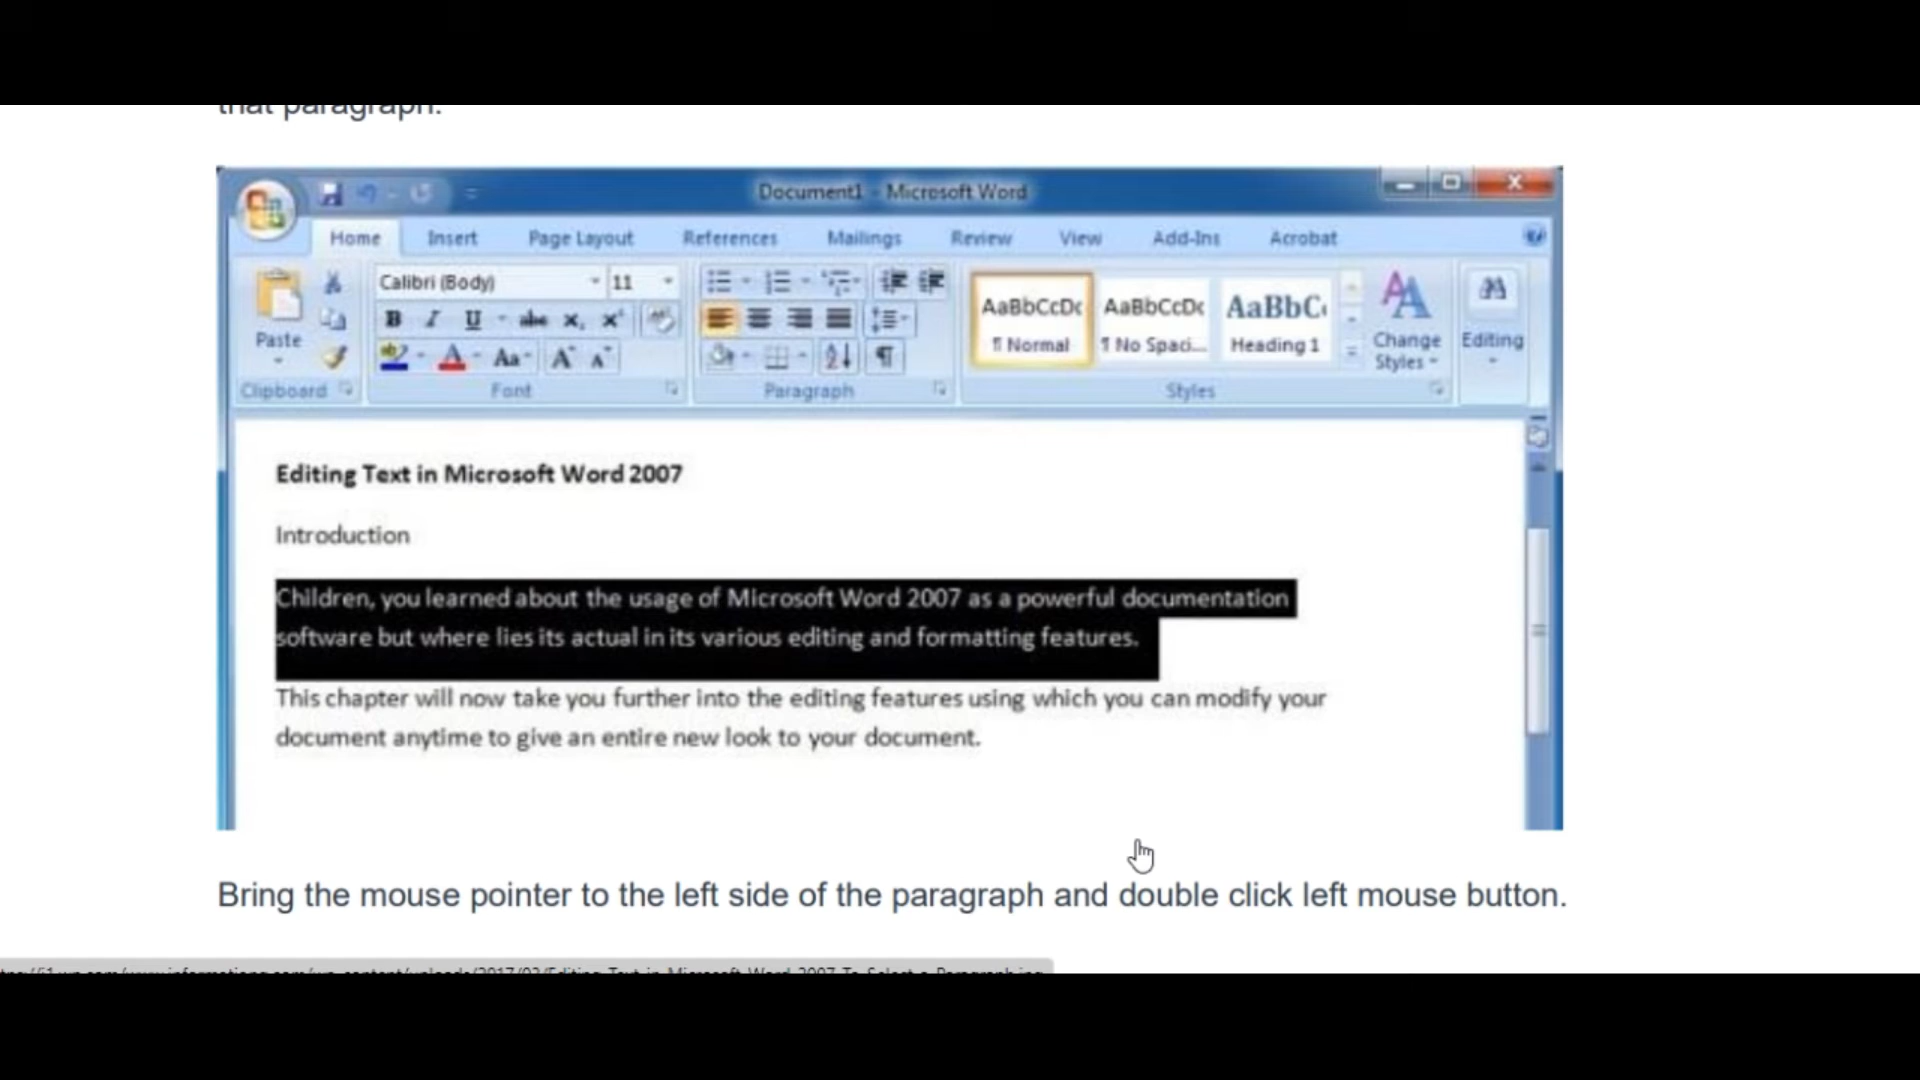 that paragraph.
Document1 - Microsoft Word
Home Insert Page Layout References Mailings Review View Add-Ins Acrobat
Calibri (Body) 11
AaBbCcDc AaBbCcDc AaBbC
Paste
B I U abc x, x²
¶ Normal ¶ No Spaci... Heading 1
Change Styles
Editing
Aa A A
Clipboard Font Paragraph Styles
Editing Text in Microsoft Word 2007
Introduction
Children, you learned about the usage of Microsoft Word 2007 as a powerful documentation
software but where lies its actual in its various editing and formatting features.
This chapter will now take you further into the editing features using which you can modify your
document anytime to give an entire new look to your document.
Bring the mouse pointer to the left side of the paragraph and double click left mouse button.